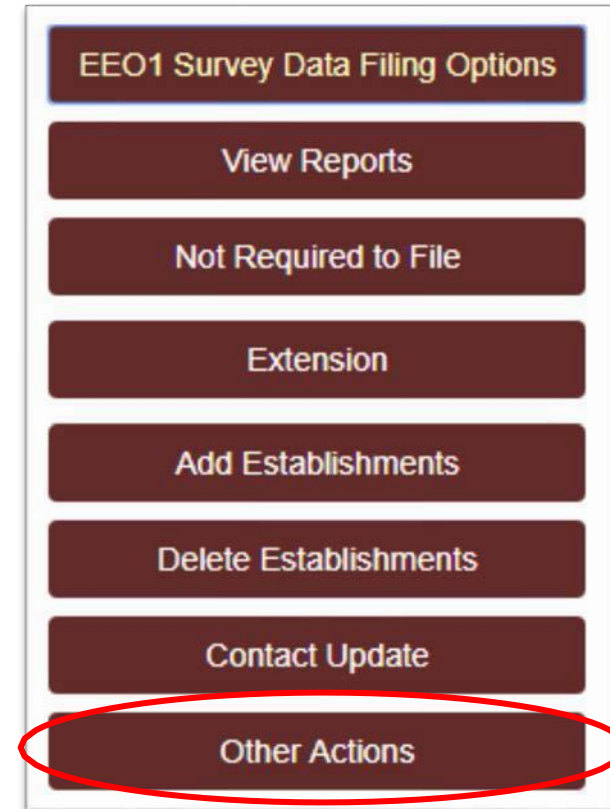 EEO1 Survey Data Filing Options
View Reports
Not Required to File
Extension
Add Establishments
Delete Establishments
Contact Update
Other Actions